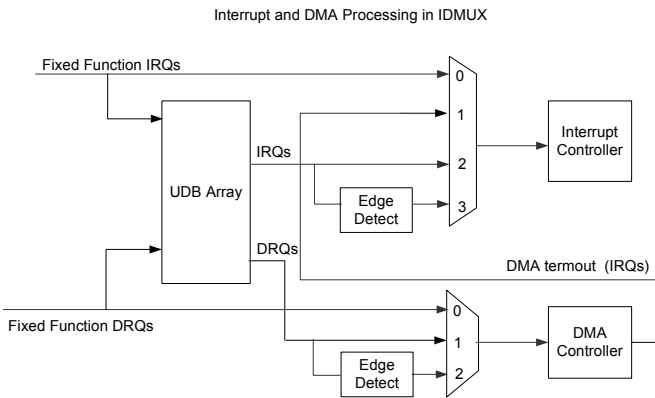 Interrupt and DMA Processing in IDMUX
Fixed Function IRQs
0
1
2
3
Interrupt
Controller
IRQs
UDB Array
Edge
Detect
DRQs
DMA termout (IRQs)
Fixed Function DRQs
0
1
2
DMA
Controller
Edge
Detect